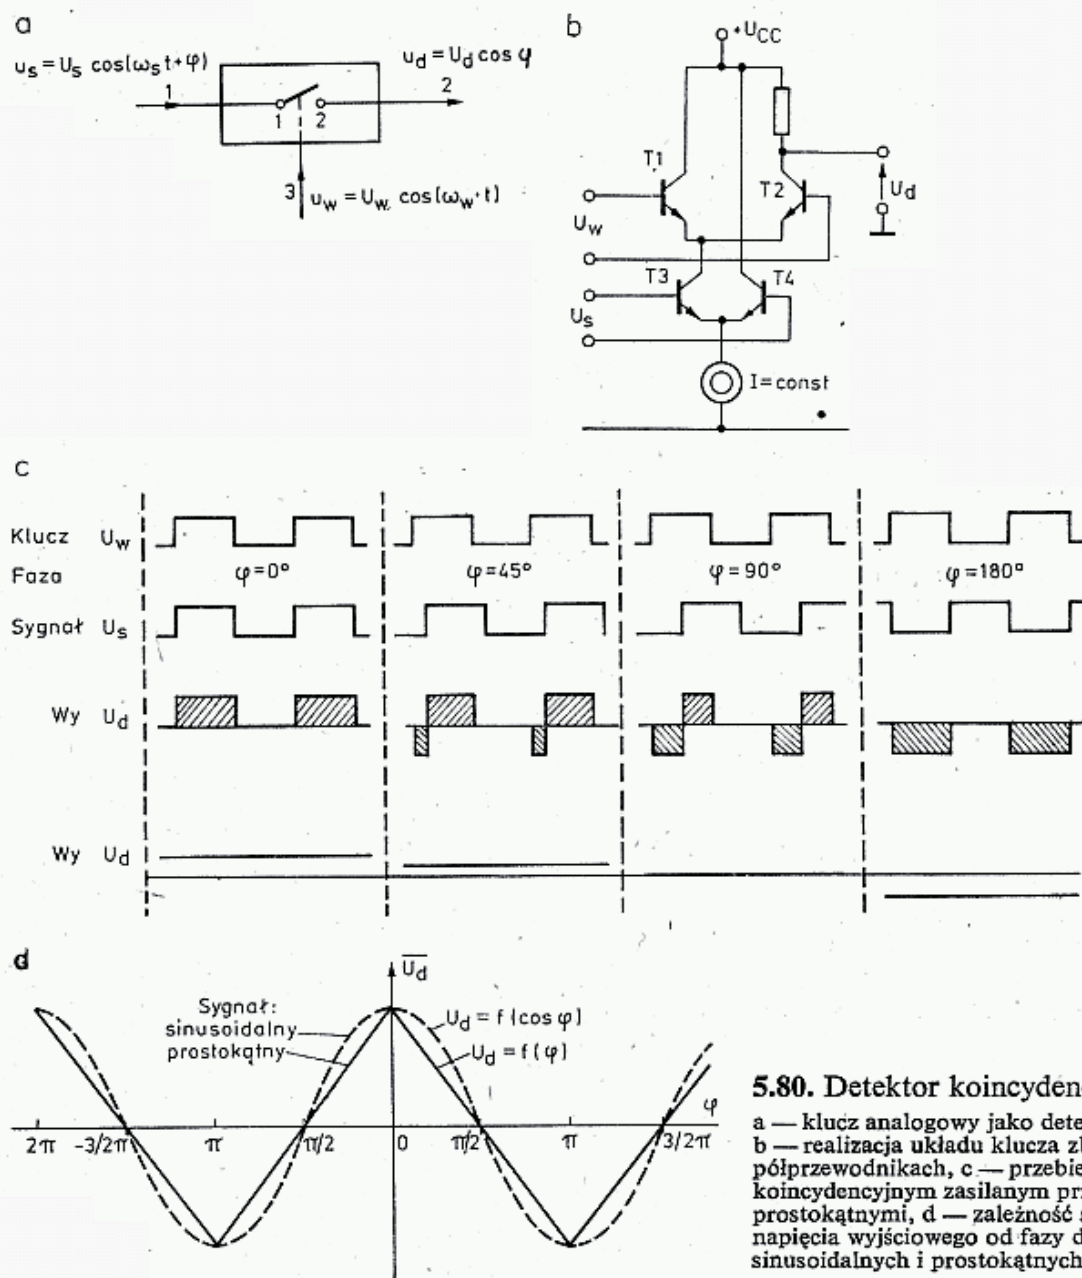 a
u_s = U_s cos(ω_s t+φ)
u_d = U_d cos φ
1
2
1 2
3
u_w = U_w cos(ω_w·t)
b
+U_CC
T1
T2
U_d
U_w
T3
T4
U_s
I=const
c
Klucz U_w
Faza φ=0° φ=45° φ=90° φ=180°
Sygnał U_s
Wy U_d
Wy U_d
d
U_d
Sygnał:
sinusoidalny
prostokątny
U_d = f(cos φ)
U_d = f(φ)
φ
2π -3/2π π π/2 0 π/2 π 3/2π
5.80. Detektor koincyden
a — klucz analogowy jako dete
b — realizacja układu klucza zł
półprzewodnikach, c — przebie
koincydencyjnym zasilanym prz
prostokątnymi, d — zależność ś
napięcia wyjściowego od fazy d
sinusoidalnych i prostokątnych